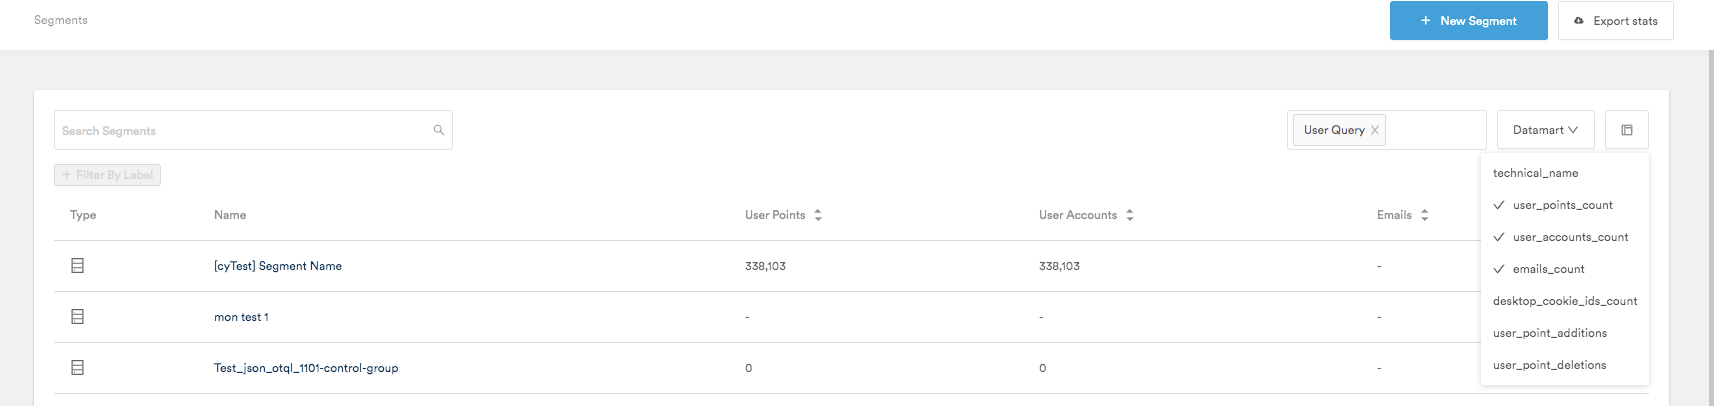 Segments
+ New Segment
Export stats
Search Segments
User Query X
Datamart
+ Filter By Label
technical_name
user_points_count
user_accounts_count
emails_count
desktop_cookie_ids_count
user_point_additions
user_point_deletions
Type Name User Points User Accounts Emails
[cyTest] Segment Name 338,103 338,103 -
mon test 1 - - -
Test_json_otql_1101-control-group 0 0 -